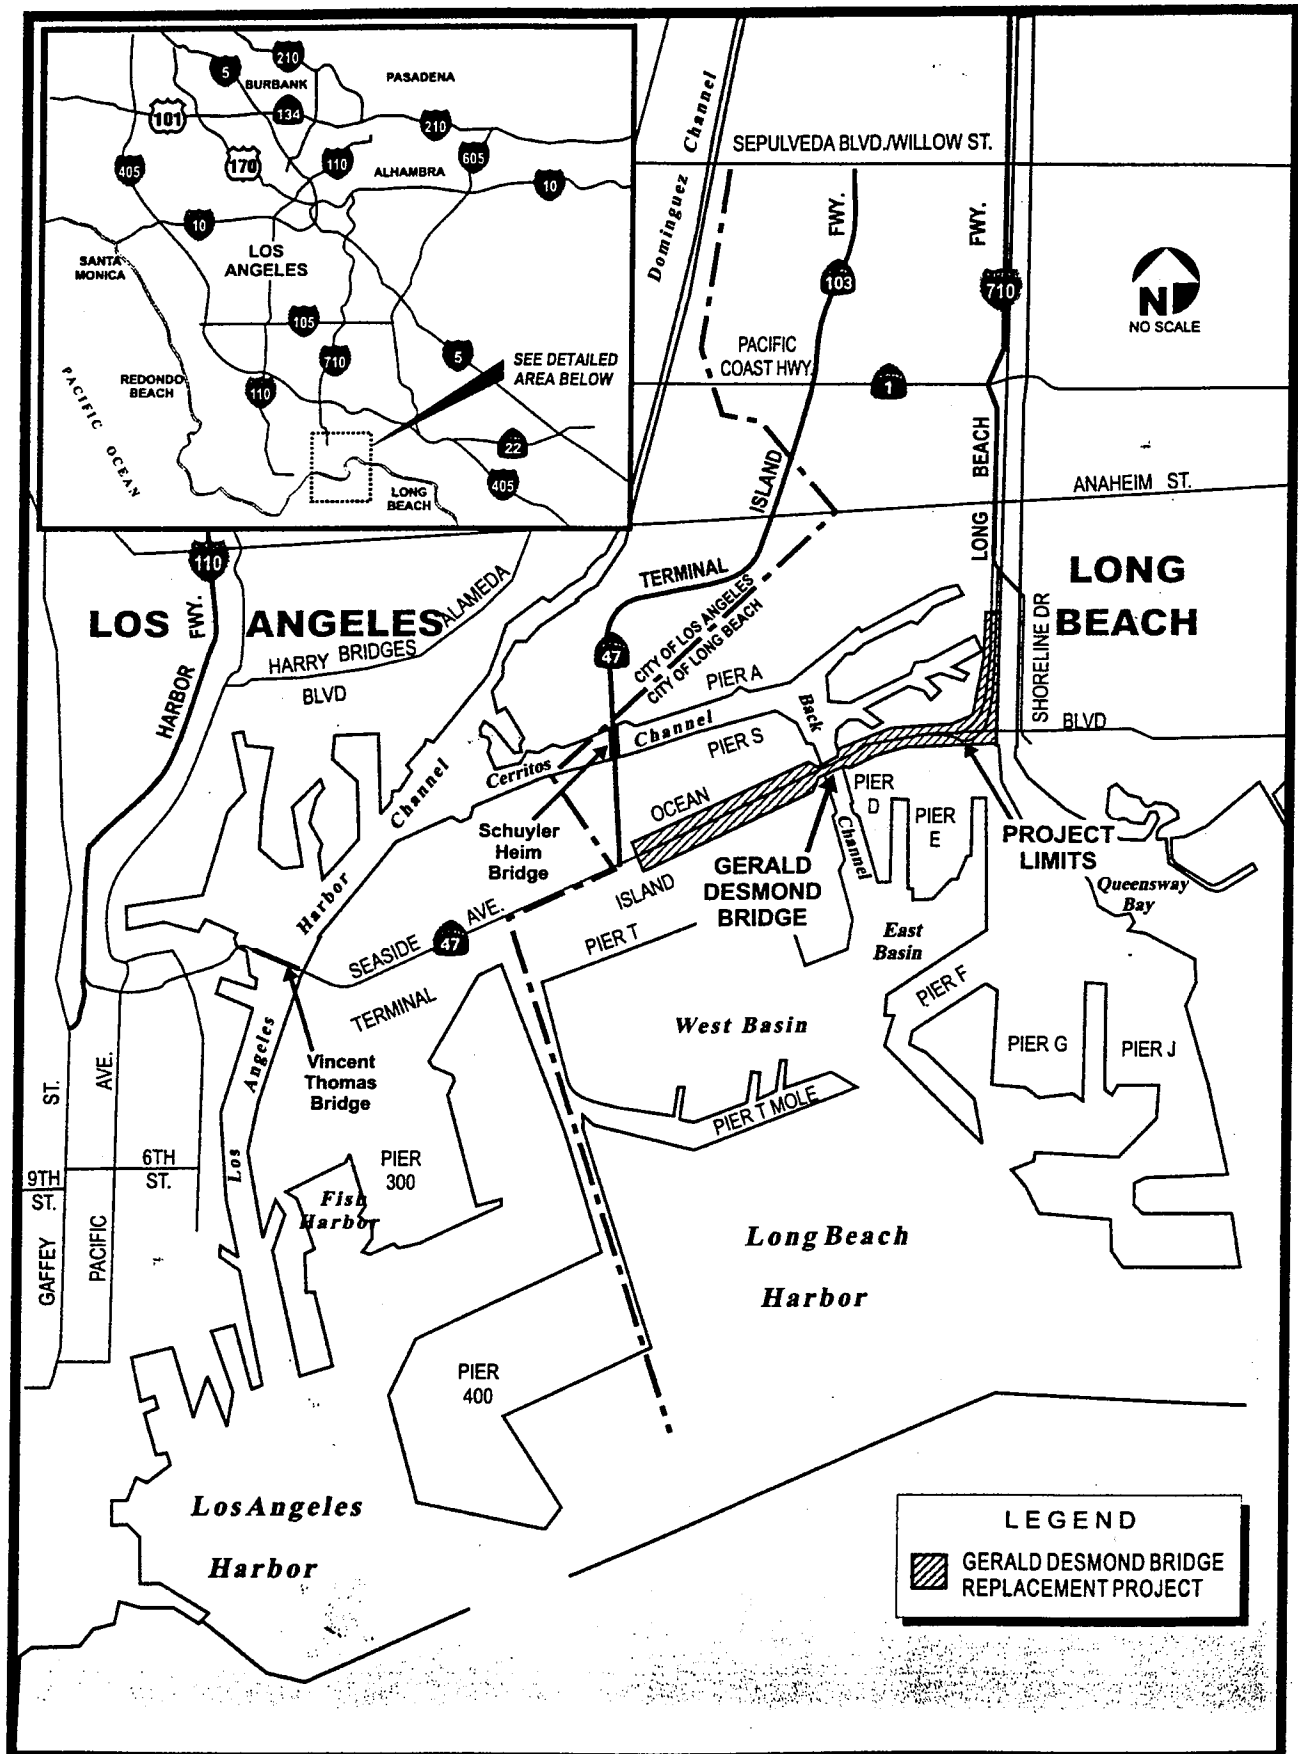 210
5
BURBANK
PASADENA
101
134
210
405
170
110
605
ALHAMBRA
10
10
LOS
ANGELES
SANTA
MONICA
105
710
5
SEE DETAILED
AREA BELOW
REDONDO
BEACH
110
PACIFIC OCEAN
22
405
LONG
BEACH
Dominguez Channel
SEPULVEDA BLVD./WILLOW ST.
FWY.
103
FWY.
710
N
NO SCALE
PACIFIC
COAST HWY.
1
LONG BEACH
ISLAND
ANAHEIM ST.
110
TERMINAL
LONG
BEACH
LOS ANGELES
HARBOR FWY.
ALAMEDA
HARRY BRIDGES
BLVD
47
CITY OF LOS ANGELES
CITY OF LONG BEACH
SHORELINE DR
PIER A
Back
Channel
Cerritos
Channel
PIER S
BLVD
OCEAN
PIER
D
PIER
E
Harbor Channel
Schuyler
Heim
Bridge
PROJECT
LIMITS
GERALD
DESMOND
BRIDGE
Queensway
Bay
ISLAND
AVE.
47
SEASIDE
PIER T
East
Basin
TERMINAL
PIER F
West Basin
PIER G
PIER J
Los Angeles
Vincent
Thomas
Bridge
PIER T MOLE
ST.
AVE.
6TH
ST.
9TH
ST.
PIER
300
Fish
Harbor
GAFFEY
PACIFIC
Long Beach
Harbor
PIER
400
Los Angeles
Harbor
LEGEND
GERALD DESMOND BRIDGE
REPLACEMENT PROJECT